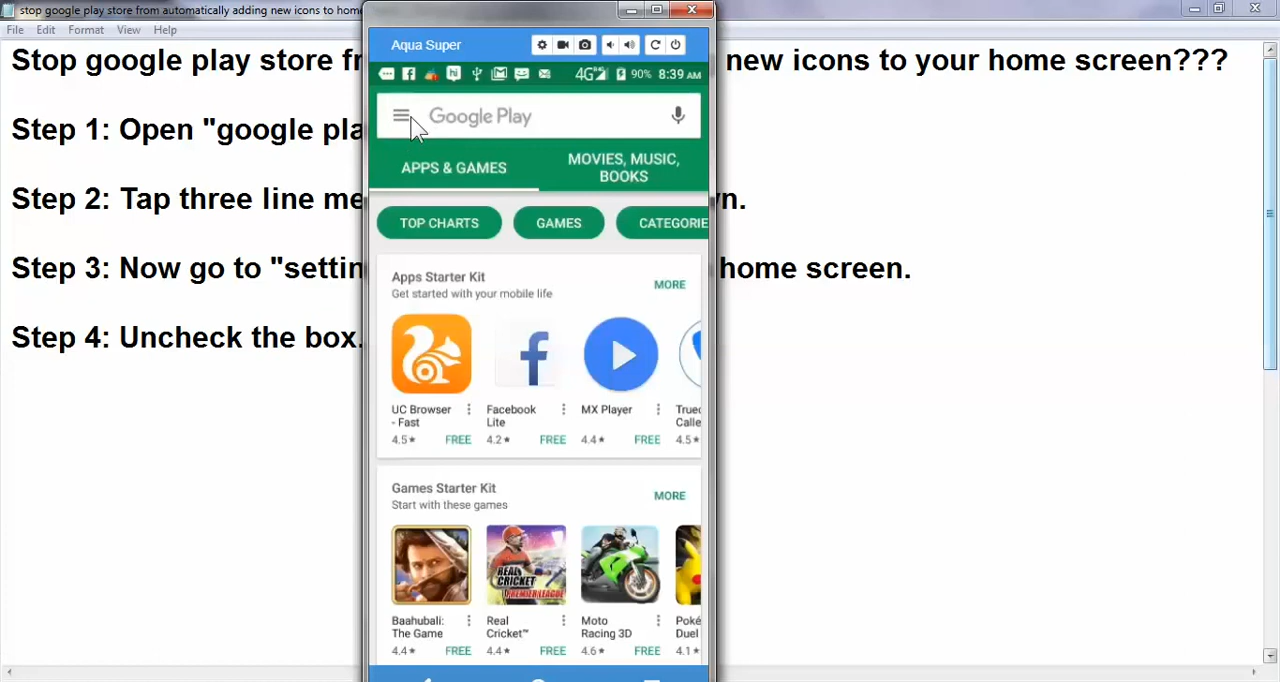 stop google play store from automatically adding new icons to home
File Edit Format View Help
Stop google play store fr
new icons to your home screen???
Step 1: Open "google pla
Step 2: Tap three line me
n.
Step 3: Now go to "settin
home screen.
Step 4: Uncheck the box.
Aqua Super
4G 90% 8:39 AM
Google Play
APPS & GAMES
MOVIES, MUSIC,
BOOKS
TOP CHARTS
GAMES
CATEGORIE
Apps Starter Kit
MORE
Get started with your mobile life
UC Browser
- Fast
4.5★ FREE
Facebook
Lite
4.2★ FREE
MX Player
4.4★ FREE
True
Calle
4.5★
Games Starter Kit
MORE
Start with these games
REAL
CRICKET
PREMIER LEAGUE
Baahubali:
The Game
4.4★ FREE
Real
Cricket™
4.4★ FREE
Moto
Racing 3D
4.6★ FREE
Poké
Duel
4.1★